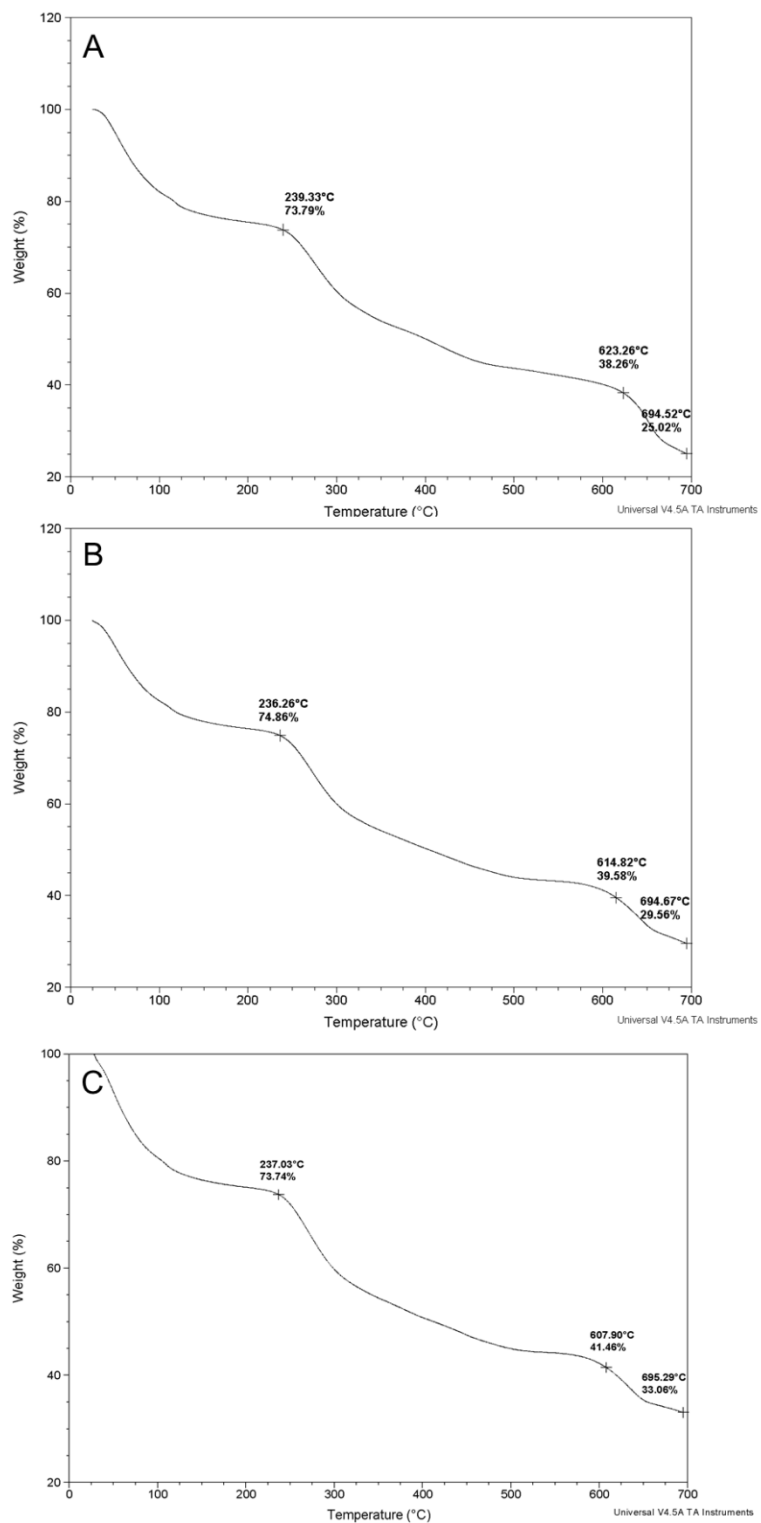 A
120
100
80
60
40
20
Weight (%)
239.33°C
73.79%
623.26°C
38.26%
694.52°C
25.02%
0 100 200 300 400 500 600 700
Temperature (°C)
Universal V4.5A TA Instruments
B
120
100
80
60
40
20
Weight (%)
236.26°C
74.86%
614.82°C
39.58%
694.67°C
29.56%
0 100 200 300 400 500 600 700
Temperature (°C)
Universal V4.5A TA Instruments
C
100
80
60
40
20
Weight (%)
237.03°C
73.74%
607.90°C
41.46%
695.29°C
33.06%
0 100 200 300 400 500 600 700
Temperature (°C)
Universal V4.5A TA Instruments